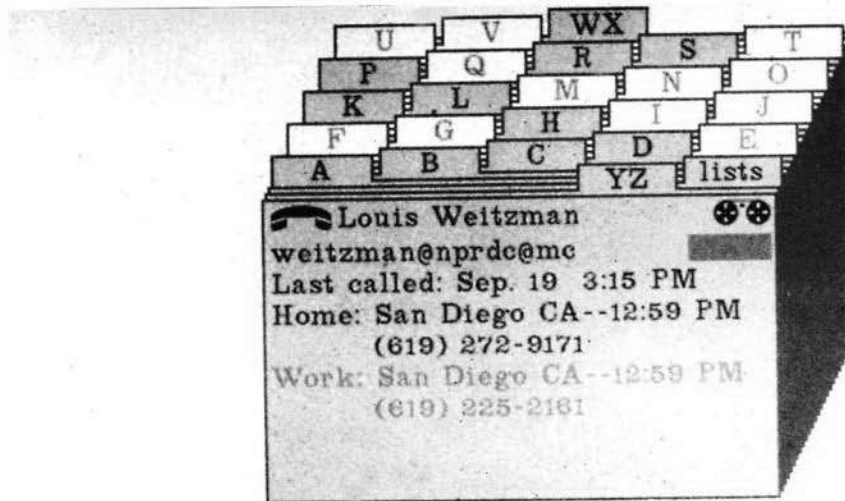 U V WX
P Q R S T
K L M N O
F G H I J
A B C D E
YZ lists
Louis Weitzman
weitzman@nprdc@mc
Last called: Sep. 19 3:15 PM
Home: San Diego CA--12:59 PM
(619) 272-9171
Work: San Diego CA--12:59 PM
(619) 225-2161